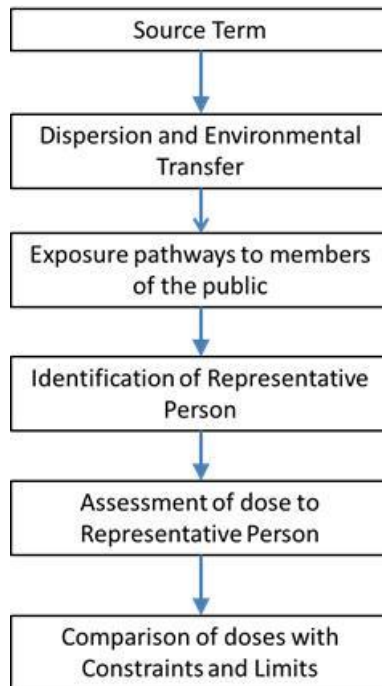 Source Term
Dispersion and Environmental
Transfer
Exposure pathways to members
of the public
Identification of Representative
Person
Assessment of dose to
Representative Person
Comparison of doses with
Constraints and Limits